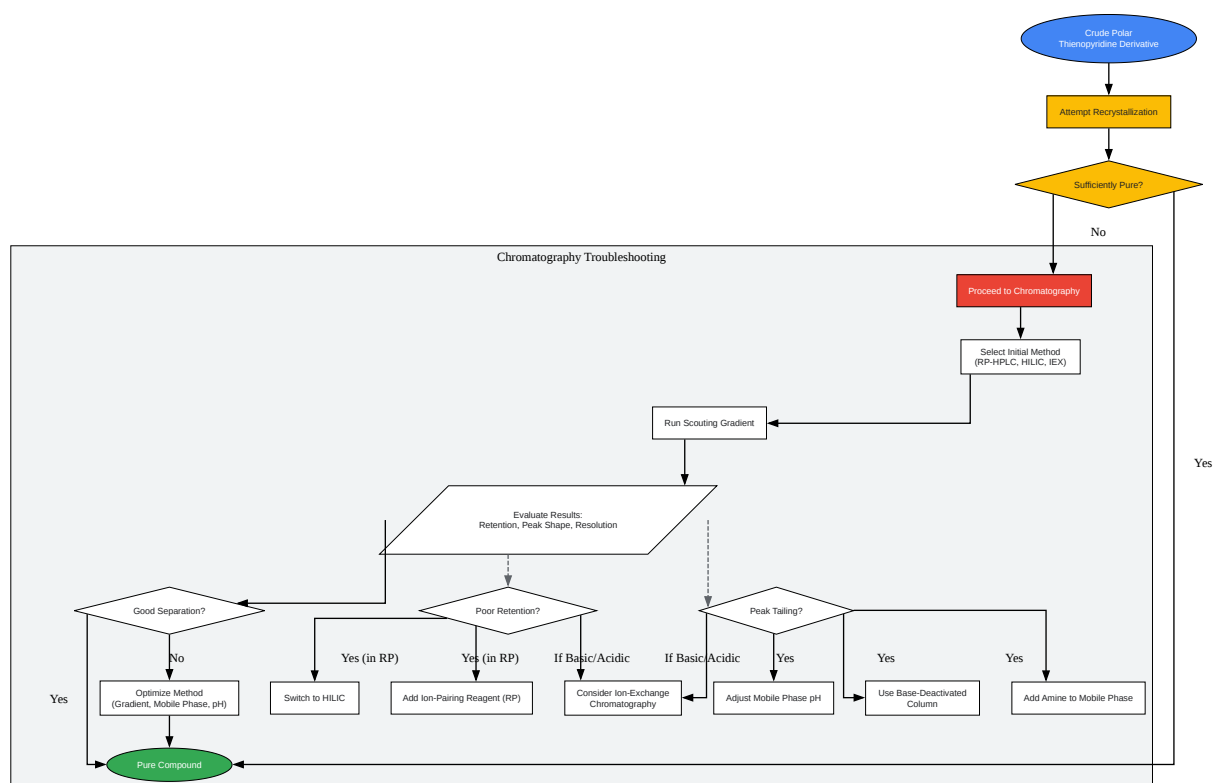 Crude Polar
Thienopyridine Derivative
Attempt Recrystallization
Sufficiently Pure?
No
Chromatography Troubleshooting
Proceed to Chromatography
Select Initial Method
(RP-HPLC, HILIC, IEX)
Run Scouting Gradient
Yes
Evaluate Results:
Retention, Peak Shape, Resolution
Good Separation?
Poor Retention?
Peak Tailing?
No
Yes (in RP)
Yes (in RP)
If Basic/Acidic
If Basic/Acidic
Yes
Yes
Yes
Yes
Optimize Method
(Gradient, Mobile Phase, pH)
Switch to HILIC
Add Ion-Pairing Reagent (RP)
Consider Ion-Exchange
Chromatography
Adjust Mobile Phase pH
Use Base-Deactivated
Column
Add Amine to Mobile Phase
Pure Compound